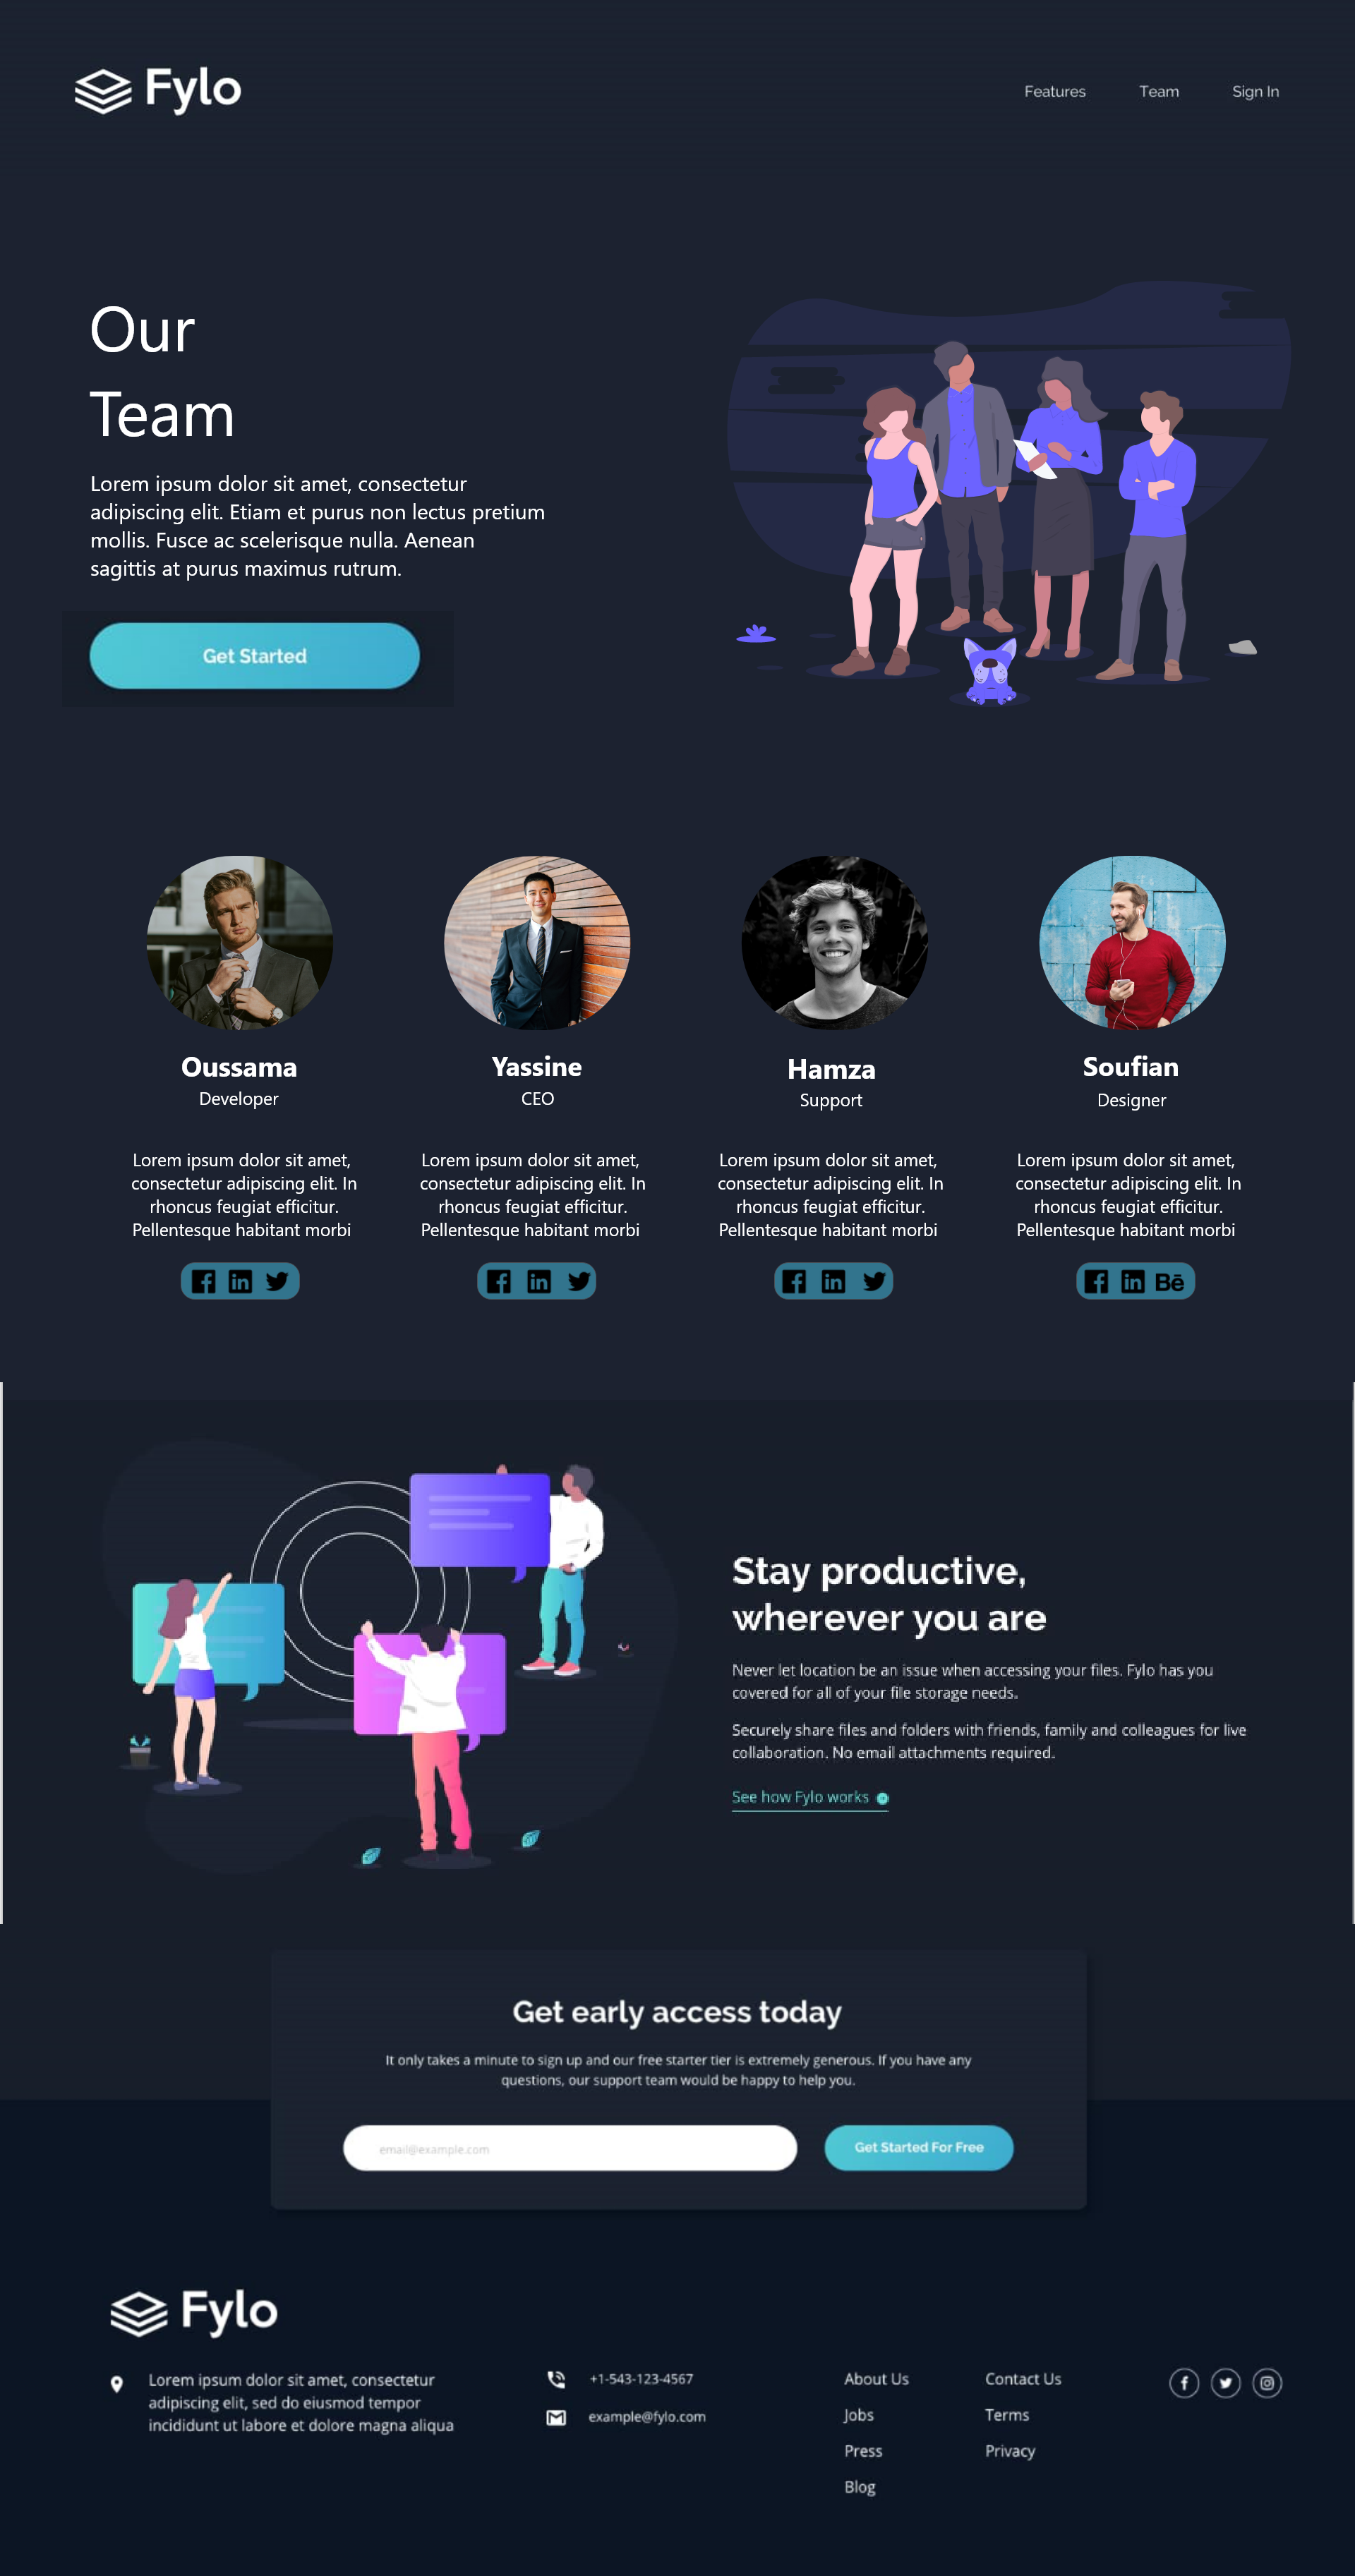 Fylo
Features Team Sign In
Our
Team
Lorem ipsum dolor sit amet, consectetur
adipiscing elit. Etiam et purus non lectus pretium
mollis. Fusce ac scelerisque nulla. Aenean
sagittis at purus maximus rutrum.
Get Started
Oussama
Developer
Lorem ipsum dolor sit amet,
consectetur adipiscing elit. In
rhoncus feugiat efficitur.
Pellentesque habitant morbi
Yassine
CEO
Lorem ipsum dolor sit amet,
consectetur adipiscing elit. In
rhoncus feugiat efficitur.
Pellentesque habitant morbi
Hamza
Support
Lorem ipsum dolor sit amet,
consectetur adipiscing elit. In
rhoncus feugiat efficitur.
Pellentesque habitant morbi
Soufian
Designer
Lorem ipsum dolor sit amet,
consectetur adipiscing elit. In
rhoncus feugiat efficitur.
Pellentesque habitant morbi
Stay productive,
wherever you are
Never let location be an issue when accessing your files. Fylo has you
covered for all of your file storage needs.
Securely share files and folders with friends, family and colleagues for live
collaboration. No email attachments required.
See how Fylo works
Get early access today
It only takes a minute to sign up and our free starter tier is extremely generous. If you have any
questions, our support team would be happy to help you.
email@example.com
Get Started For Free
Fylo
Lorem ipsum dolor sit amet, consectetur
adipiscing elit, sed do eiusmod tempor
incididunt ut labore et dolore magna aliqua
+1-543-123-4567
example@fylo.com
About Us
Jobs
Press
Blog
Contact Us
Terms
Privacy